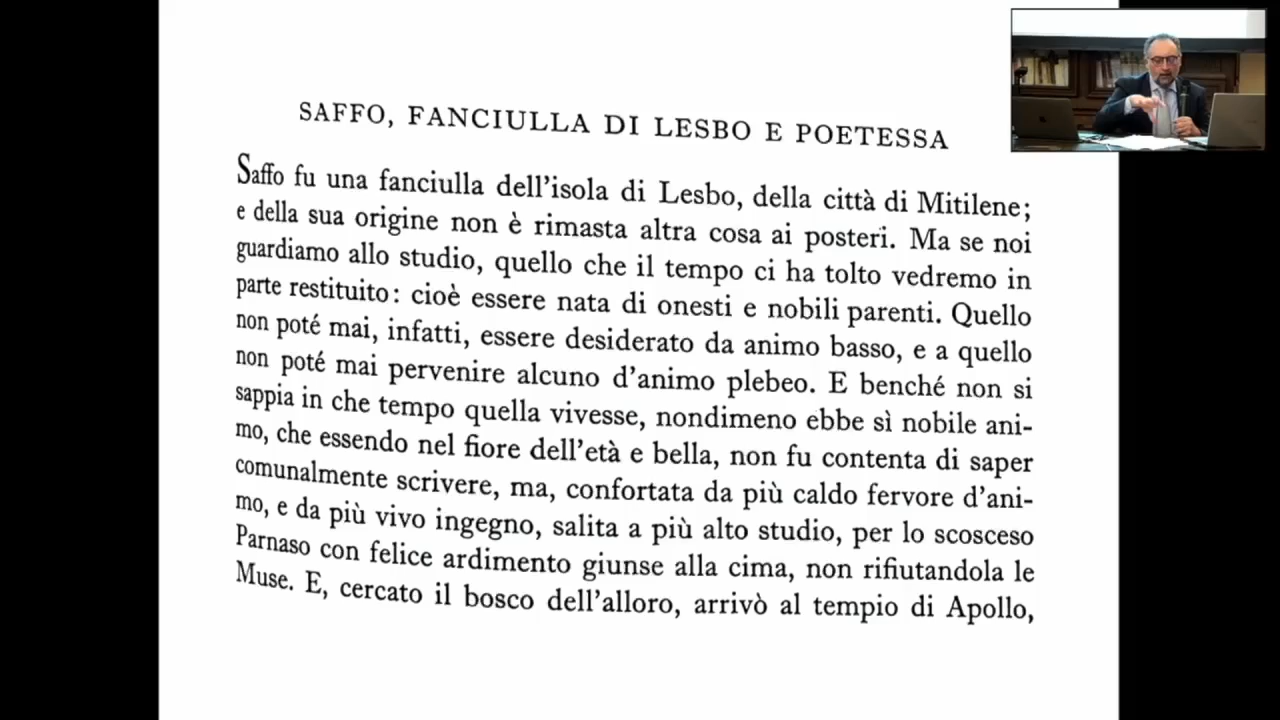 SAFFO, FANCIULLA DI LESBO E POETESSA
Saffo fu una fanciulla dell'isola di Lesbo, della città di Mitilene;
e della sua origine non è rimasta altra cosa ai posteri. Ma se noi
guardiamo allo studio, quello che il tempo ci ha tolto vedremo in
parte restituito: cioè essere nata di onesti e nobili parenti. Quello
non poté mai, infatti, essere desiderato da animo basso, e a quello
non poté mai pervenire alcuno d'animo plebeo. E benché non si
sappia in che tempo quella vivesse, nondimeno ebbe sì nobile ani-
mo, che essendo nel fiore dell'età e bella, non fu contenta di saper
comunalmente scrivere, ma, confortata da più caldo fervore d'ani-
mo, e da più vivo ingegno, salita a più alto studio, per lo scosceso
Parnaso con felice ardimento giunse alla cima, non rifiutandola le
Muse. E, cercato il bosco dell'alloro, arrivò al tempio di Apollo,